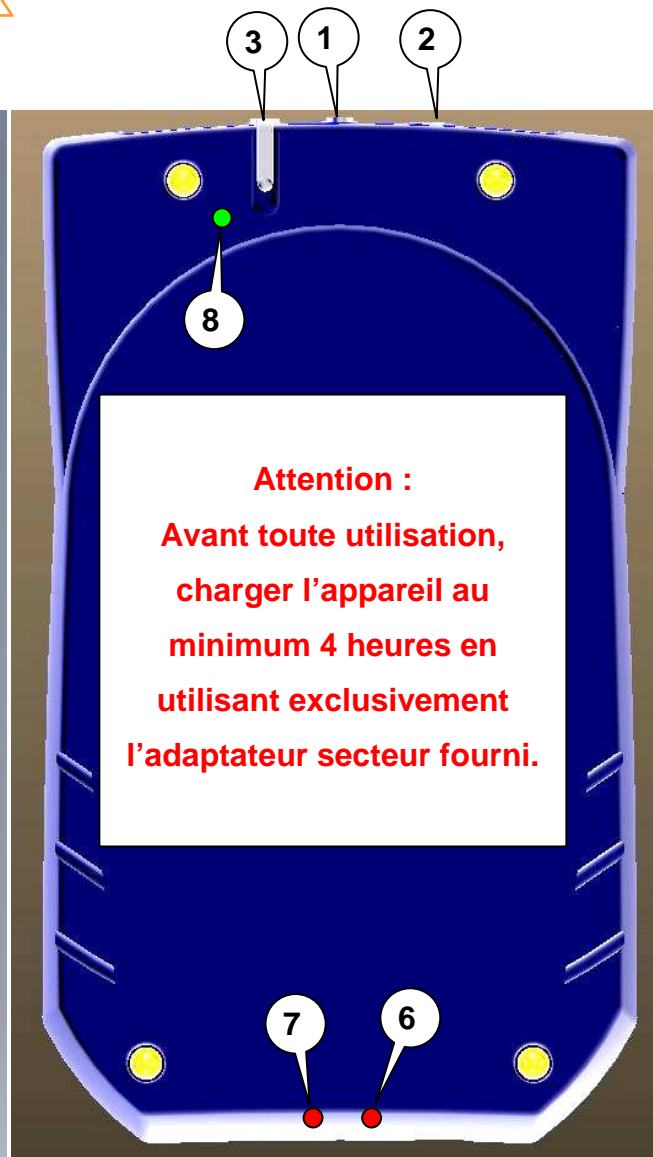 3
1
2
8
Attention :
Avant toute utilisation,
charger l’appareil au
minimum 4 heures en
utilisant exclusivement
l’adaptateur secteur fourni.
7
6